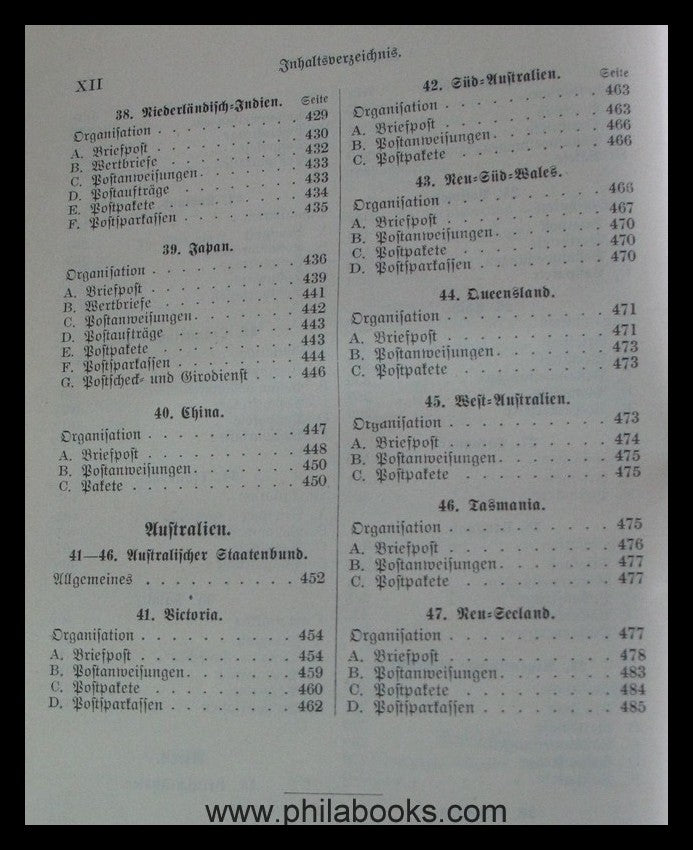 XII
Inhaltsverzeichnis.
38. Niederländisch-Indien. Seite
Organisation . . . . . . . . . 429
A. Briefpost . . . . . . . . . 430
B. Wertbriefe . . . . . . . . . 432
C. Postanweisungen. . . . . . . 433
D. Postaufträge . . . . . . . . 433
E. Postpakete . . . . . . . . . 434
F. Postsparkassen . . . . . . . 435
39. Japan.
Organisation . . . . . . . . . 436
A. Briefpost . . . . . . . . . 439
B. Wertbriefe . . . . . . . . . 441
C. Postanweisungen. . . . . . . 442
D. Postaufträge . . . . . . . . 443
E. Postpakete . . . . . . . . . 443
F. Postsparkassen . . . . . . . 444
G. Postscheck- und Girodienst . . . 446
40. China.
Organisation . . . . . . . . . 447
A. Briefpost . . . . . . . . . 448
B. Postanweisungen. . . . . . . 450
C. Pakete . . . . . . . . . . 450
Australien.
41—46. Australischer Staatenbund.
Allgemeines . . . . . . . . . 452
41. Victoria.
Organisation . . . . . . . . . 454
A. Briefpost . . . . . . . . . 454
B. Postanweisungen. . . . . . . 459
C. Postpakete . . . . . . . . . 460
D. Postsparkassen . . . . . . . 462
42. Süd-Australien. Seite
Organisation . . . . . . . . . 463
A. Briefpost . . . . . . . . . 463
B. Postanweisungen. . . . . . . 466
C. Postpakete . . . . . . . . . 466
43. Neu-Süd-Wales.
Organisation . . . . . . . . . 466
A. Briefpost . . . . . . . . . 467
B. Postanweisungen. . . . . . . 470
C. Postpakete . . . . . . . . . 470
D. Postsparkassen . . . . . . . 470
44. Queensland.
Organisation . . . . . . . . . 471
A. Briefpost . . . . . . . . . 471
B. Postanweisungen. . . . . . . 473
C. Postpakete . . . . . . . . . 473
45. West-Australien.
Organisation . . . . . . . . . 473
A. Briefpost . . . . . . . . . 474
B. Postanweisungen. . . . . . . 475
C. Postpakete . . . . . . . . . 475
46. Tasmania.
Organisation . . . . . . . . . 475
A. Briefpost . . . . . . . . . 476
B. Postanweisungen. . . . . . . 477
C. Postpakete . . . . . . . . . 477
47. Neu-Seeland.
Organisation . . . . . . . . . 477
A. Briefpost . . . . . . . . . 478
B. Postanweisungen. . . . . . . 483
C. Postpakete . . . . . . . . . 484
D. Postsparkassen . . . . . . . 485
www.philabooks.com